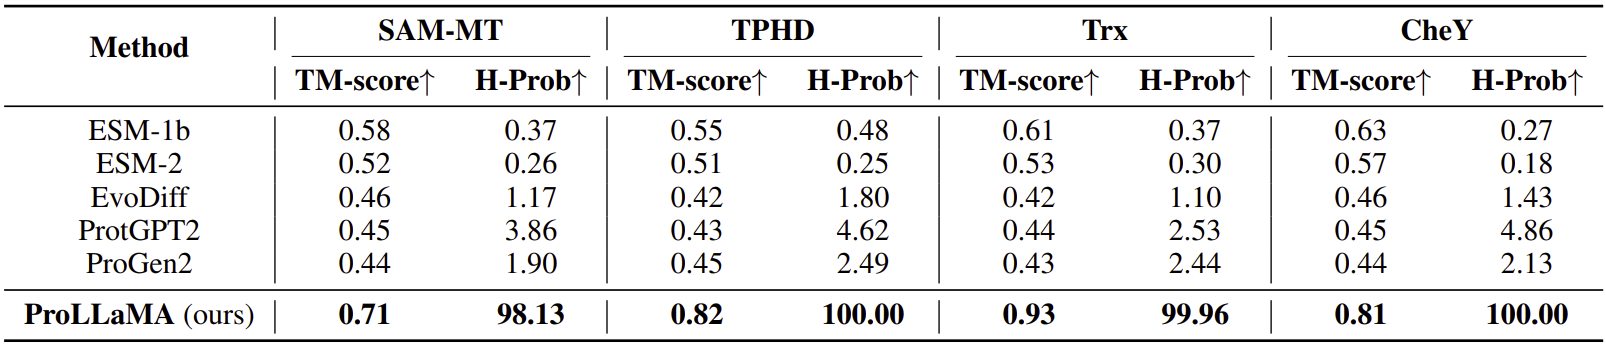 Method SAM-MT TPHD Trx CheY
TM-score↑ H-Prob↑ TM-score↑ H-Prob↑ TM-score↑ H-Prob↑ TM-score↑ H-Prob↑
ESM-1b 0.58 0.37 0.55 0.48 0.61 0.37 0.63 0.27
ESM-2 0.52 0.26 0.51 0.25 0.53 0.30 0.57 0.18
EvoDiff 0.46 1.17 0.42 1.80 0.42 1.10 0.46 1.43
ProtGPT2 0.45 3.86 0.43 4.62 0.44 2.53 0.45 4.86
ProGen2 0.44 1.90 0.45 2.49 0.43 2.44 0.44 2.13
ProLLaMA (ours) 0.71 98.13 0.82 100.00 0.93 99.96 0.81 100.00